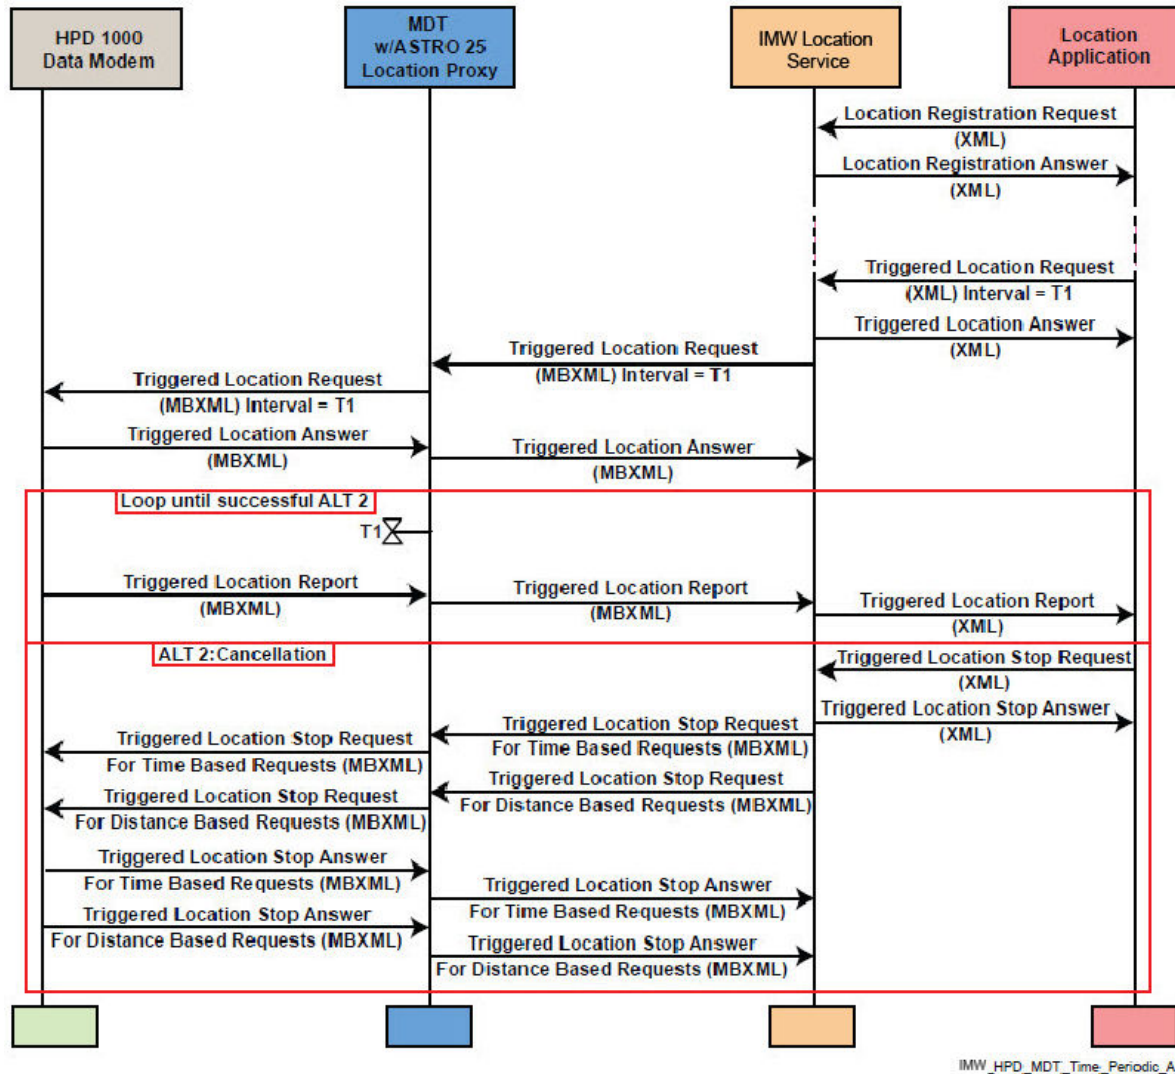 HPD 1000
Data Modem
MDT
w/ASTRO 25
Location Proxy
IMW Location
Service
Location
Application
Location Registration Request
(XML)
Location Registration Answer
(XML)
Triggered Location Request
(XML) Interval = T1
Triggered Location Answer
(XML)
Triggered Location Request
(MBXML) Interval = T1
Triggered Location Request
(MBXML) Interval = T1
Triggered Location Answer
(MBXML)
Triggered Location Answer
(MBXML)
Loop until successful ALT 2
T1
Triggered Location Report
(MBXML)
Triggered Location Report
(MBXML)
Triggered Location Report
(XML)
ALT 2:Cancellation
Triggered Location Stop Request
(XML)
Triggered Location Stop Answer
(XML)
Triggered Location Stop Request
For Time Based Requests (MBXML)
Triggered Location Stop Request
For Time Based Requests (MBXML)
Triggered Location Stop Request
For Distance Based Requests (MBXML)
Triggered Location Stop Request
For Distance Based Requests (MBXML)
Triggered Location Stop Answer
For Time Based Requests (MBXML)
Triggered Location Stop Answer
For Time Based Requests (MBXML)
Triggered Location Stop Answer
For Distance Based Requests (MBXML)
Triggered Location Stop Answer
For Distance Based Requests (MBXML)
IMW_HPD_MDT_Time_Periodic_A